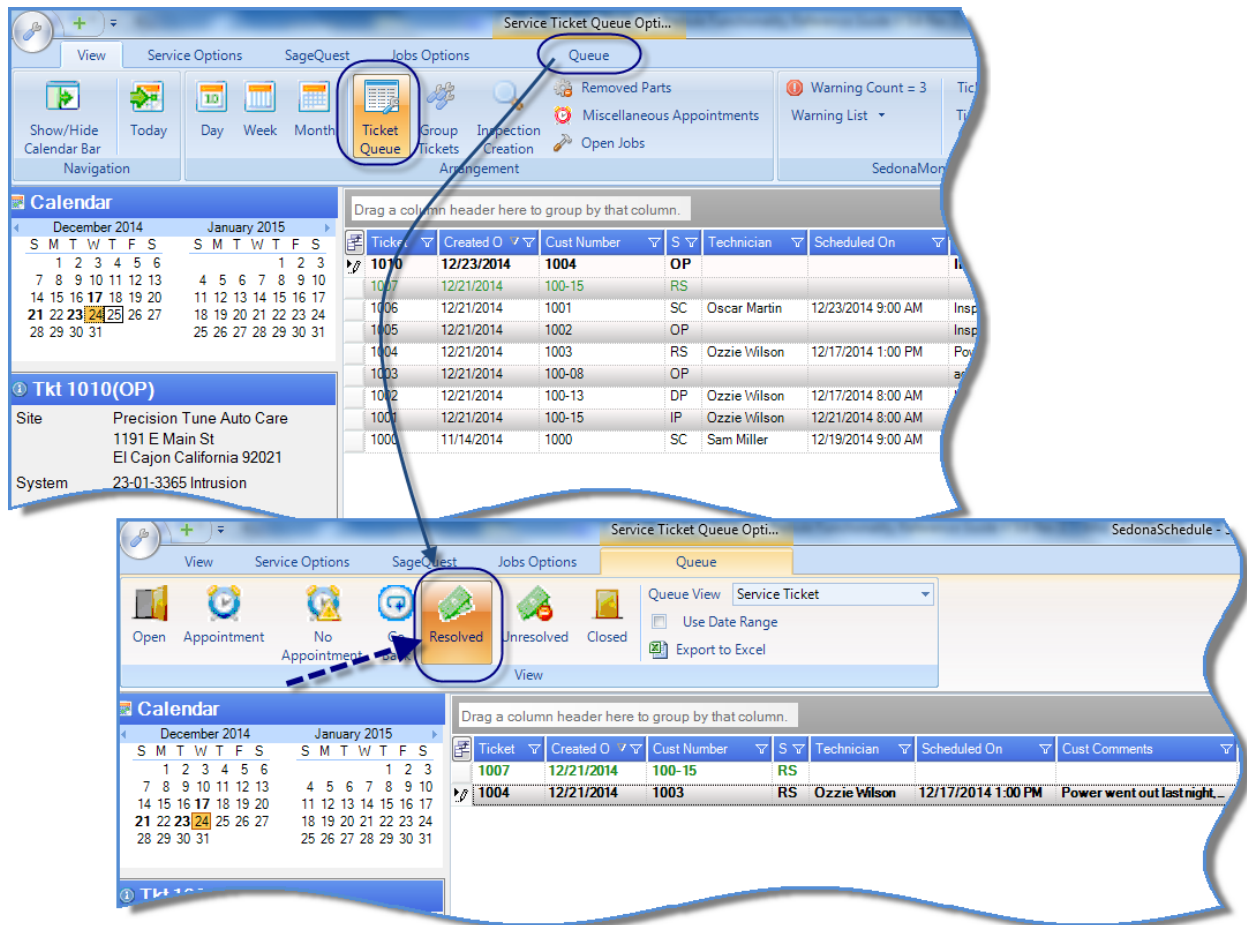 Service Ticket Queue Opti...
View Service Options SageQuest Jobs Options Queue
Show/Hide Calendar Bar
Today
Day
Week
Month
Ticket Queue
Group Tickets
Inspection Creation
Removed Parts
Miscellaneous Appointments
Open Jobs
Warning Count = 3
Warning List
Navigation Arrangement
Calendar
December 2014 January 2015
S M T W T F S S M T W T F S
1 2 3 4 5 6 1 2 3
7 8 9 10 11 12 13 4 5 6 7 8 9 10
14 15 16 17 18 19 20 11 12 13 14 15 16 17
21 22 23 24 25 26 27 18 19 20 21 22 23 24
28 29 30 31 25 26 27 28 29 30 31
Tkt 1010(OP)
Site Precision Tune Auto Care
1191 E Main St
El Cajon California 92021
System 23-01-3365 Intrusion
Drag a column header here to group by that column.
Ticket Created O Cust Number S Technician Scheduled On
1010 12/23/2014 1004 OP
1007 12/21/2014 100-15 RS
1006 12/21/2014 1001 SC Oscar Martin 12/23/2014 9:00 AM Insp
1005 12/21/2014 1002 OP Insp
1004 12/21/2014 1003 RS Ozzie Wilson 12/17/2014 1:00 PM
1003 12/21/2014 100-08 OP
1002 12/21/2014 100-13 DP Ozzie Wilson 12/17/2014 8:00 AM
1001 12/21/2014 100-15 IP Ozzie Wilson 12/21/2014 8:00 AM
1000 11/14/2014 1000 SC Sam Miller 12/19/2014 9:00 AM
Service Ticket Queue Opti... SedonaSchedule -
View Service Options SageQuest Jobs Options Queue
Open
Appointment
No Appointment
Go Back
Resolved
Unresolved
Closed
Queue View Service Ticket
Use Date Range
Export to Excel
View
Calendar
December 2014 January 2015
S M T W T F S S M T W T F S
1 2 3 4 5 6 1 2 3
7 8 9 10 11 12 13 4 5 6 7 8 9 10
14 15 16 17 18 19 20 11 12 13 14 15 16 17
21 22 23 24 25 26 27 18 19 20 21 22 23 24
28 29 30 31 25 26 27 28 29 30 31
Drag a column header here to group by that column.
Ticket Created O Cust Number S Technician Scheduled On Cust Comments
1007 12/21/2014 100-15 RS
1004 12/21/2014 1003 RS Ozzie Wilson 12/17/2014 1:00 PM Power went out last night,...